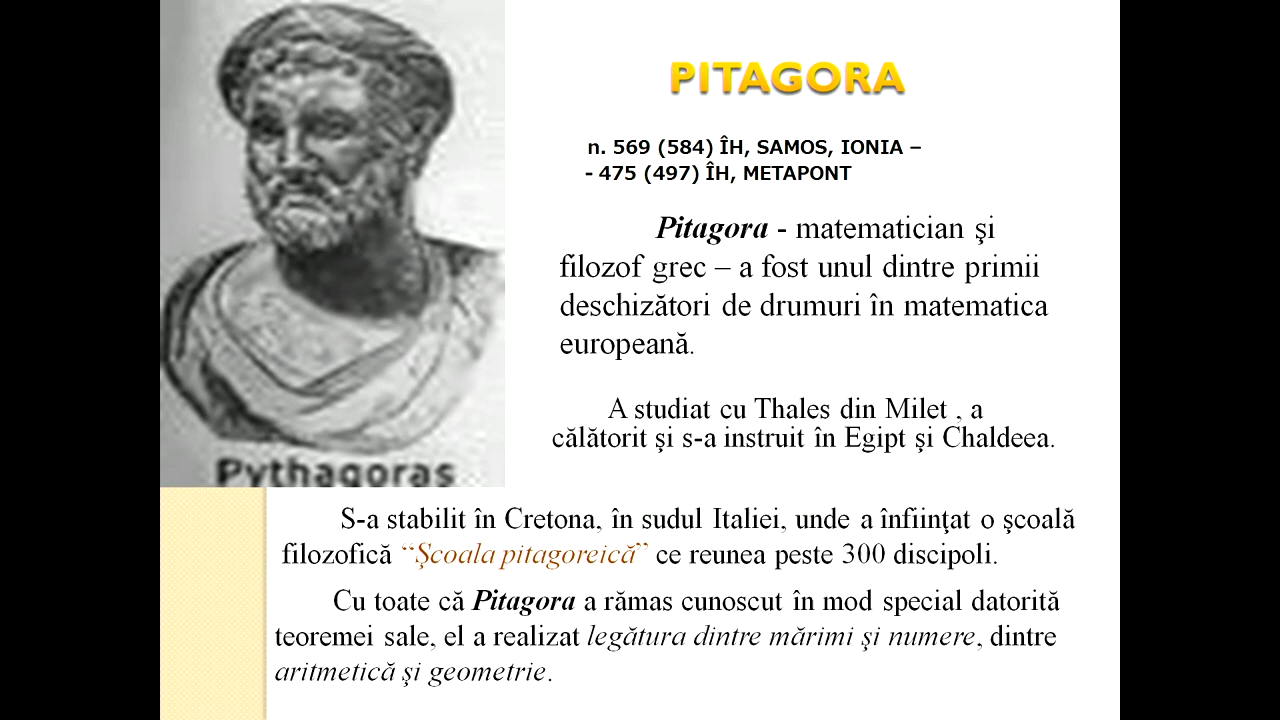 PITAGORA
n. 569 (584) ÎH, SAMOS, IONIA –
- 475 (497) ÎH, METAPONT
Pitagora - matematician şi
filozof grec – a fost unul dintre primii
deschizători de drumuri în matematica
europeană.
A studiat cu Thales din Milet , a
călătorit şi s-a instruit în Egipt şi Chaldeea.
Pythagoras
S-a stabilit în Cretona, în sudul Italiei, unde a înfiinţat o şcoală
filozofică “Şcoala pitagoreică” ce reunea peste 300 discipoli.
Cu toate că Pitagora a rămas cunoscut în mod special datorită
teoremei sale, el a realizat legătura dintre mărimi şi numere, dintre
aritmetică şi geometrie.